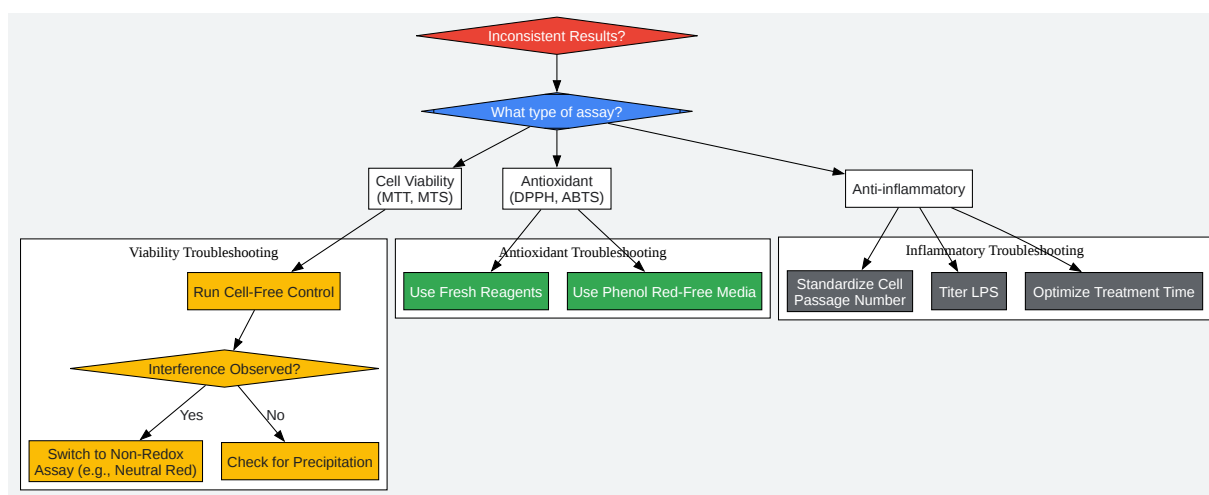 Inconsistent Results?
What type of assay?
Cell Viability
(MTT, MTS)
Antioxidant
(DPPH, ABTS)
Anti-inflammatory
Viability Troubleshooting
Antioxidant Troubleshooting
Inflammatory Troubleshooting
Run Cell-Free Control
Use Fresh Reagents
Use Phenol Red-Free Media
Standardize Cell
Passage Number
Titer LPS
Optimize Treatment Time
Interference Observed?
Yes
No
Switch to Non-Redox
Assay (e.g., Neutral Red)
Check for Precipitation